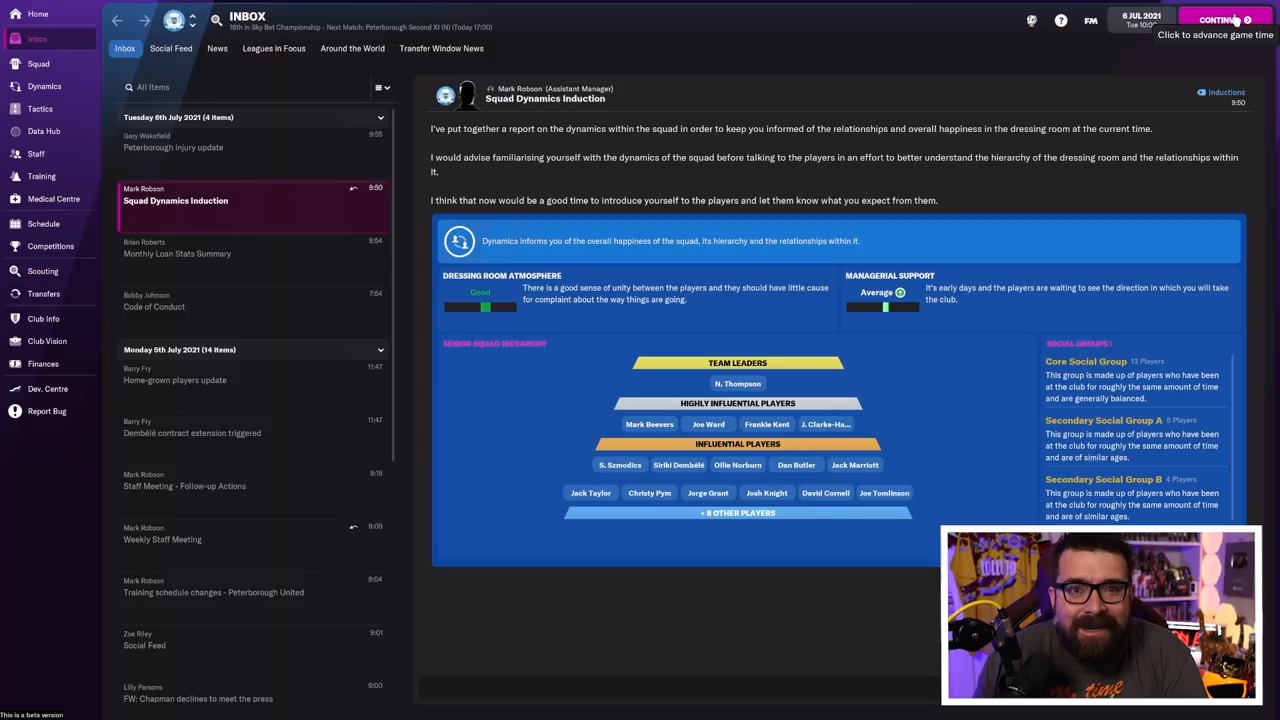 Home
Inbox
Squad
Dynamics
Tactics
Data Hub
Staff
Training
Medical Centre
Schedule
Competitions
Scouting
Transfers
Club Info
Club Vision
Finances
Dev. Centre
Report Bug
This is a beta version
INBOX
16th in Sky Bet Championship - Next Match: Peterborough Second XI (N) (Today 17:00)
FM
6 JUL 2021
Tue 10:00
CONTINUE
Click to advance game time
Inbox
Social Feed
News
Leagues in Focus
Around the World
Transfer Window News
All Items
Tuesday 6th July 2021 (4 items)
Gary Wakefield 9:55
Peterborough injury update
Mark Robson 9:50
Squad Dynamics Induction
Brian Roberts 8:54
Monthly Loan Stats Summary
Bobby Johnson 7:54
Code of Conduct
Monday 5th July 2021 (14 items)
Barry Fry 11:47
Home-grown players update
Barry Fry 11:47
Dembélé contract extension triggered
Mark Robson 9:15
Staff Meeting - Follow-up Actions
Mark Robson 9:09
Weekly Staff Meeting
Mark Robson 9:04
Training schedule changes - Peterborough United
Zoe Riley 9:01
Social Feed
Lilly Parsons 9:00
FW: Chapman declines to meet the press
Mark Robson (Assistant Manager)
Squad Dynamics Induction
Inductions
9:50
I've put together a report on the dynamics within the squad in order to keep you informed of the relationships and overall happiness in the dressing room at the current time.
I would advise familiarising yourself with the dynamics of the squad before talking to the players in an effort to better understand the hierarchy of the dressing room and the relationships within
it.
I think that now would be a good time to introduce yourself to the players and let them know what you expect from them.
Dynamics informs you of the overall happiness of the squad, its hierarchy and the relationships within it.
DRESSING ROOM ATMOSPHERE
Good
There is a good sense of unity between the players and they should have little cause
for complaint about the way things are going.
MANAGERIAL SUPPORT
Average
It's early days and the players are waiting to see the direction in which you will take
the club.
SENIOR SQUAD HIERARCHY
TEAM LEADERS
N. Thompson
HIGHLY INFLUENTIAL PLAYERS
Mark Beevers
Joe Ward
Frankie Kent
J. Clarke-Ha...
INFLUENTIAL PLAYERS
S. Szmodics
Siriki Dembélé
Ollie Norburn
Dan Butler
Jack Marriott
Jack Taylor
Christy Pym
Jorge Grant
Josh Knight
David Cornell
Joe Tomlinson
+ 8 OTHER PLAYERS
SOCIAL GROUPS >
Core Social Group 13 Players
This group is made up of players who have been
at the club for roughly the same amount of time
and are generally balanced.
Secondary Social Group A 5 Players
This group is made up of players who have been
at the club for roughly the same amount of time
and are of similar ages.
Secondary Social Group B 4 Players
This group is made up of players who have been
at the club for roughly the same amount of time
and are of similar ages.
time